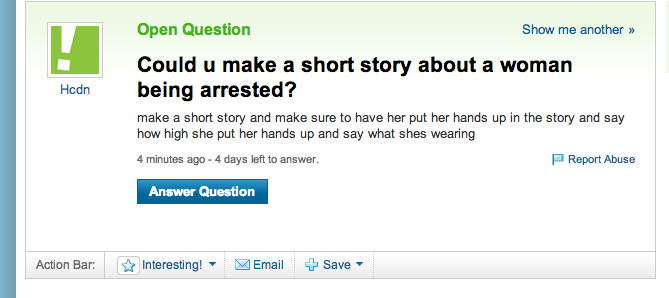 Open Question
Show me another »
Could u make a short story about a woman
being arrested?
Hcdn
make a short story and make sure to have her put her hands up in the story and say
how high she put her hands up and say what shes wearing
4 minutes ago - 4 days left to answer.
Report Abuse
Answer Question
Action Bar: Interesting! Email Save